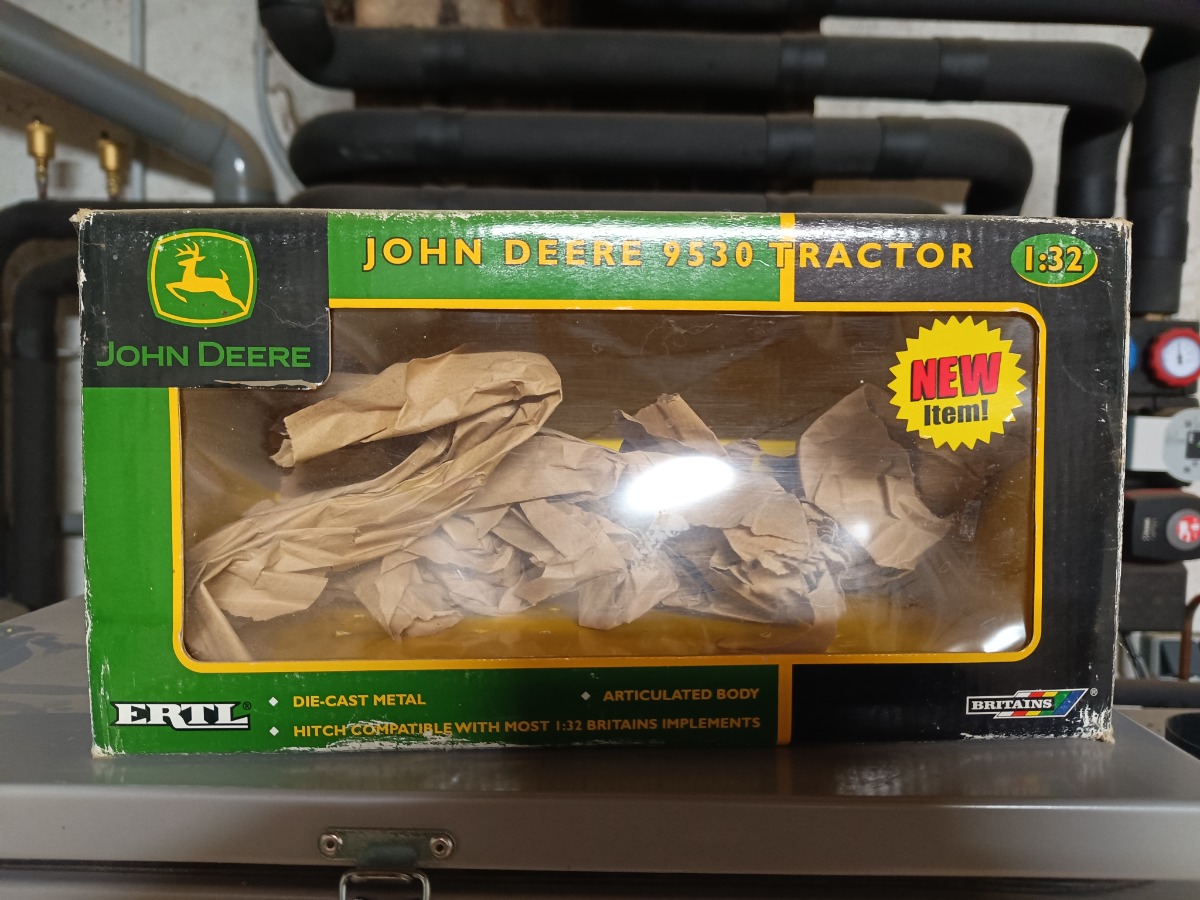 JOHN DEERE 9530 TRACTOR
1:32
JOHN DEERE
NEW
Item!
ERTL®
DIE-CAST METAL
ARTICULATED BODY
HITCH COMPATIBLE WITH MOST 1:32 BRITAINS IMPLEMENTS
BRITAINS®